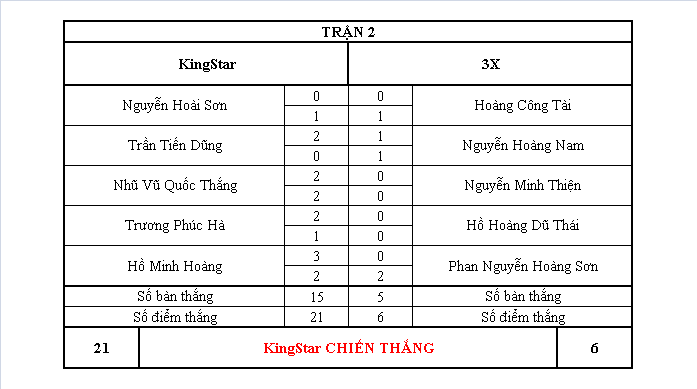 TRẬN 2
KingStar 3X
Nguyễn Hoài Sơn 0 0 Hoàng Công Tài
1 1
Trần Tiến Dũng 2 1 Nguyễn Hoàng Nam
0 1
Nhũ Vũ Quốc Thắng 2 0 Nguyễn Minh Thiện
2 0
Trương Phúc Hà 2 0 Hồ Hoàng Dũ Thái
1 0
Hồ Minh Hoàng 3 0 Phan Nguyễn Hoàng Sơn
2 2
Số bàn thắng 15 5 Số bàn thắng
Số điểm thắng 21 6 Số điểm thắng
21 KingStar CHIẾN THẮNG 6